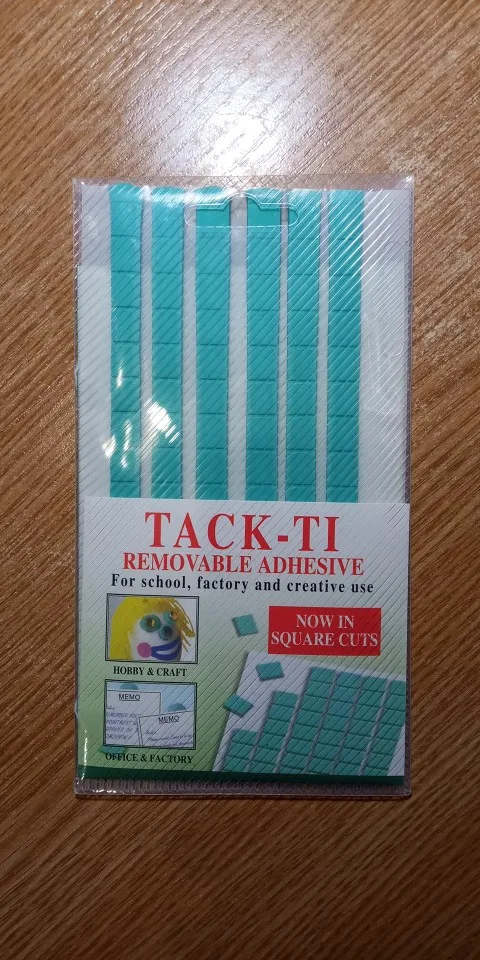 TACK-TI
REMOVABLE ADHESIVE
For school, factory and creative use
NOW IN
SQUARE CUTS
HOBBY & CRAFT
MEMO
MEMO
OFFICE & FACTORY